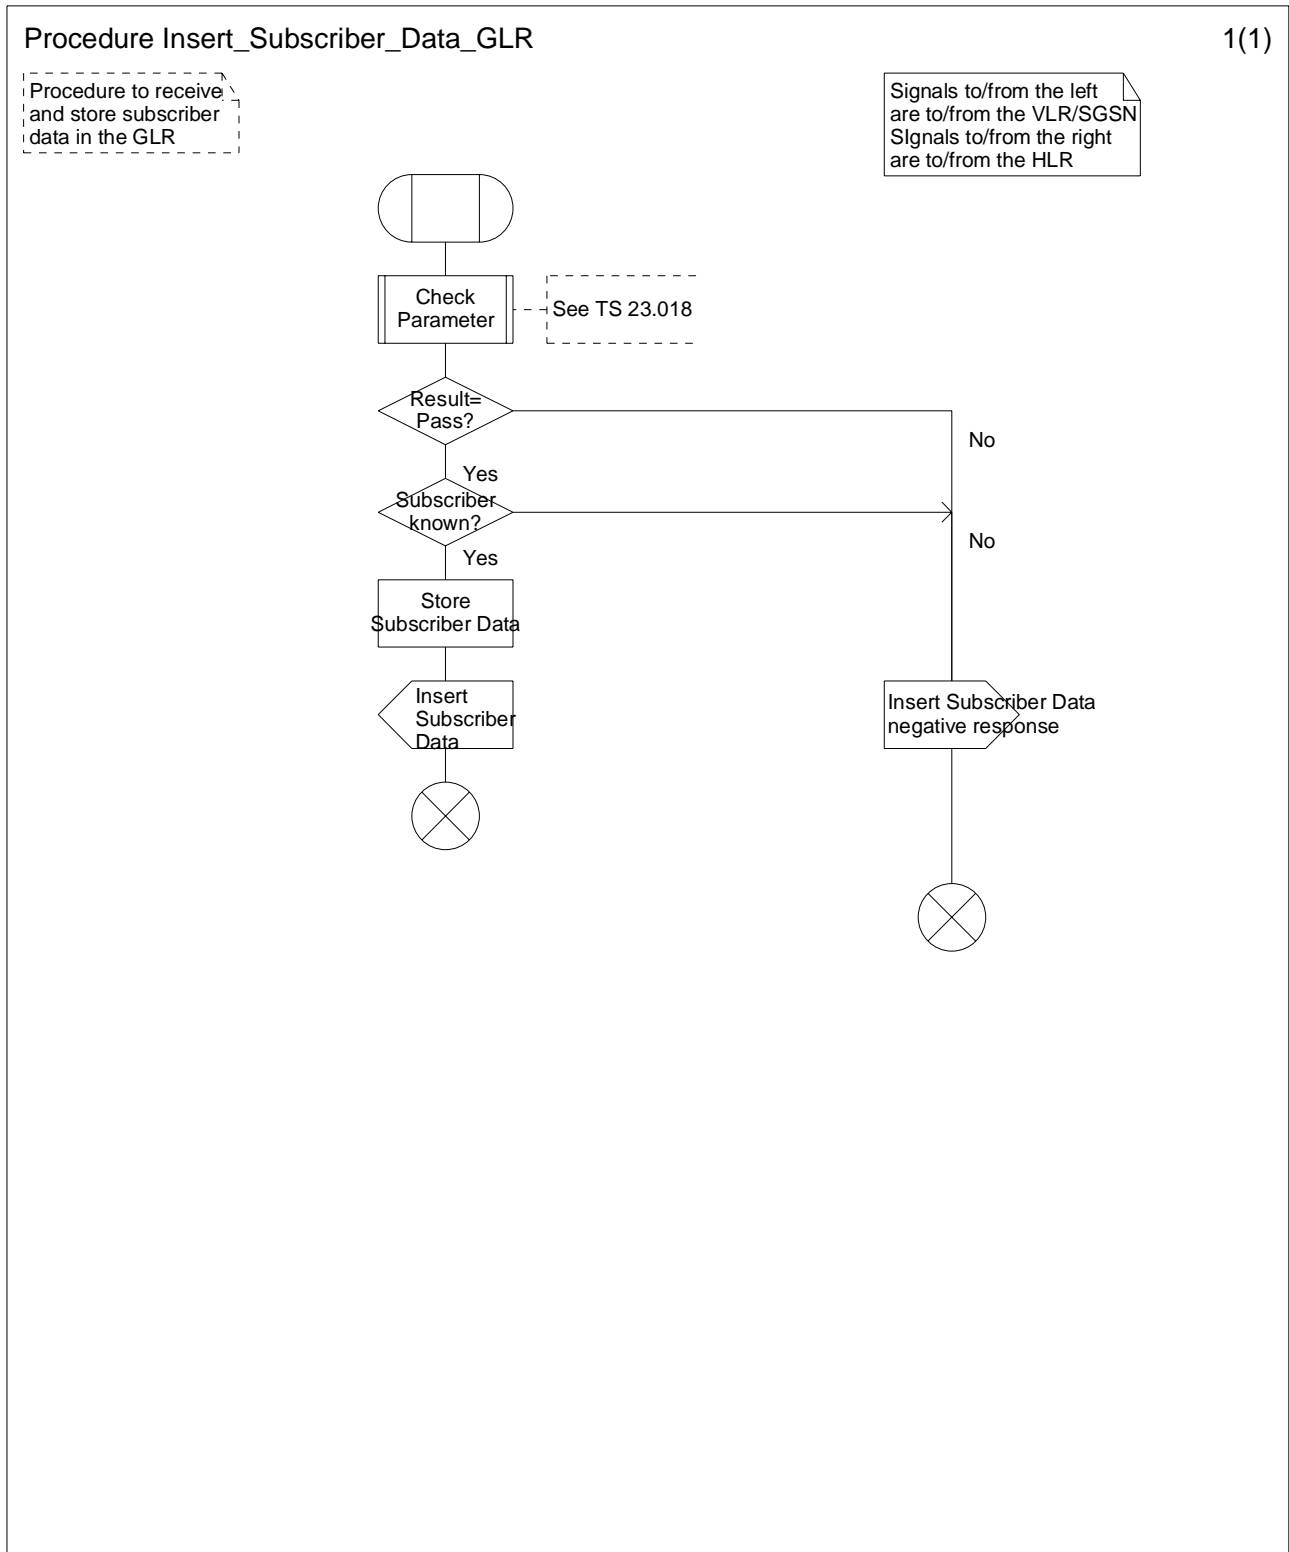 Procedure Insert_Subscriber_Data_GLR
1(1)
Procedure to receive
and store subscriber
data in the GLR
Signals to/from the left
are to/from the VLR/SGSN
SIgnals to/from the right
are to/from the HLR
Check
Parameter
See TS 23.018
Result=
Pass?
No
Yes
Subscriber
known?
No
Yes
Store
Subscriber Data
Insert
Subscriber
Data
Insert Subscriber Data
negative response